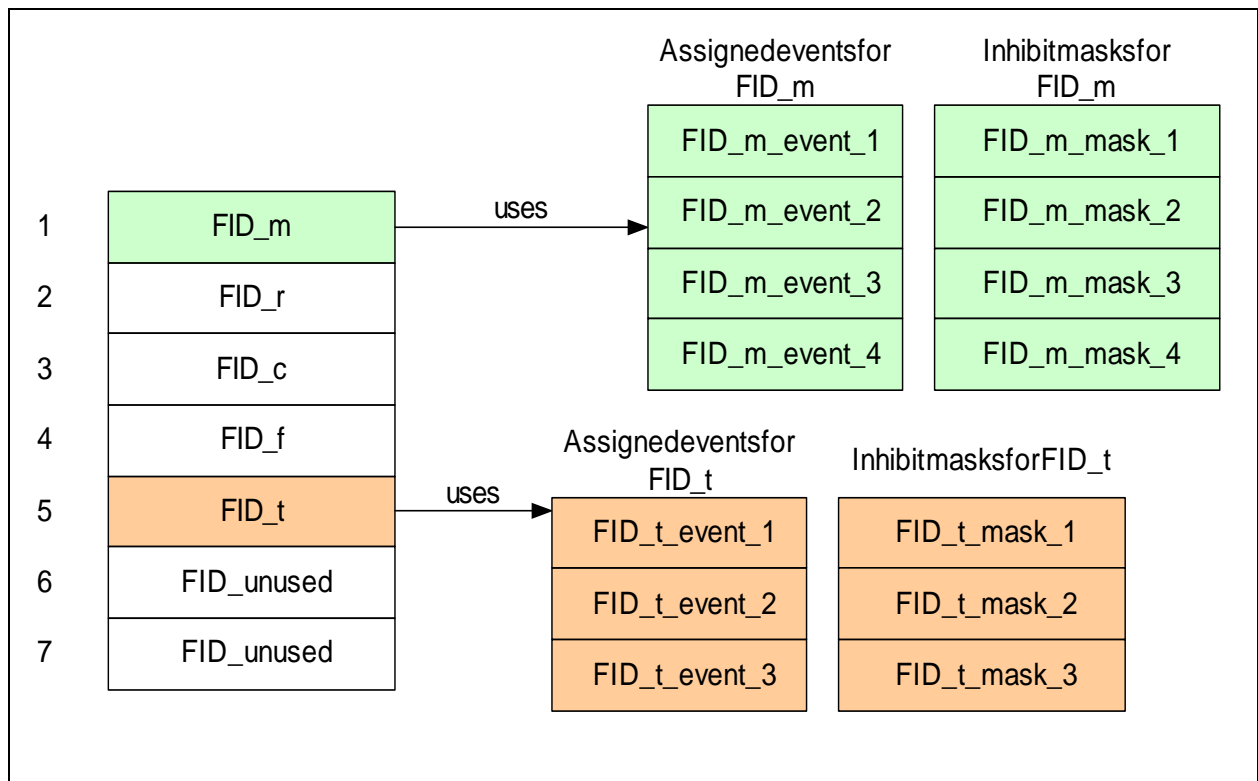 Assignedeventsfor
FID_m
Inhibitmasksfor
FID_m
FID_m_event_1
FID_m_mask_1
FID_m_event_2
FID_m_mask_2
FID_m_event_3
FID_m_mask_3
FID_m_event_4
FID_m_mask_4
1
FID_m
uses
2
FID_r
3
FID_c
4
FID_f
5
FID_t
uses
6
FID_unused
7
FID_unused
Assignedeventsfor
FID_t
InhibitmasksforFID_t
FID_t_event_1
FID_t_mask_1
FID_t_event_2
FID_t_mask_2
FID_t_event_3
FID_t_mask_3